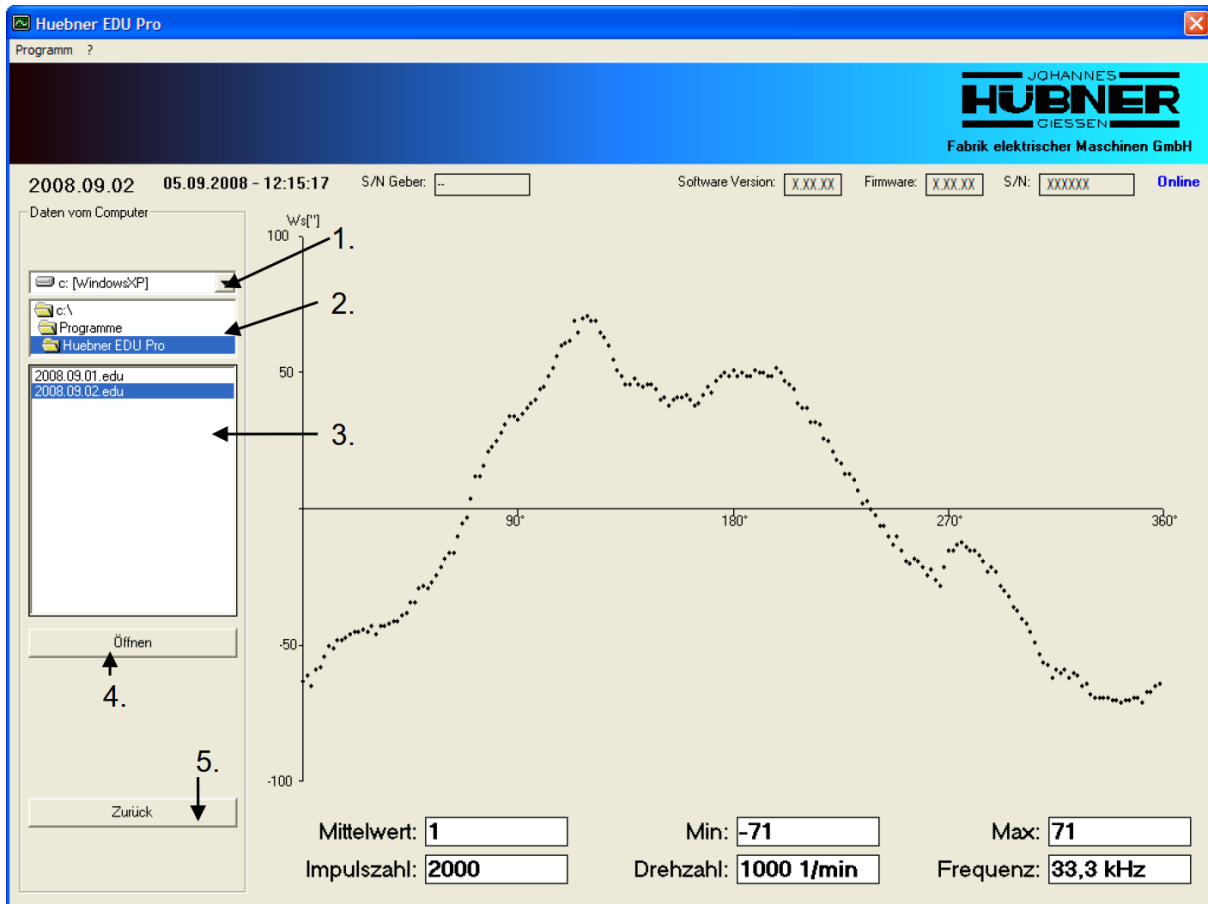 Huebner EDU Pro
Programm ?
JOHANNES
HÜBNER
GIESSEN
Fabrik elektrischer Maschinen GmbH
2008.09.02 05.09.2008 - 12:15:17 S/N Geber: -- Software Version: X.XX.XX Firmware: X.XX.XX S/N: XXXXXX Online
Daten vom Computer
Ws["]
100
1.
c: [WindowsXP]
2.
c:\
Programme
Huebner EDU Pro
50
2008.09.01.edu
2008.09.02.edu
3.
90° 180° 270° 360°
Öffnen
-50
4.
5.
-100
Zurück
Mittelwert: 1 Min: -71 Max: 71
Impulszahl: 2000 Drehzahl: 1000 1/min Frequenz: 33,3 kHz